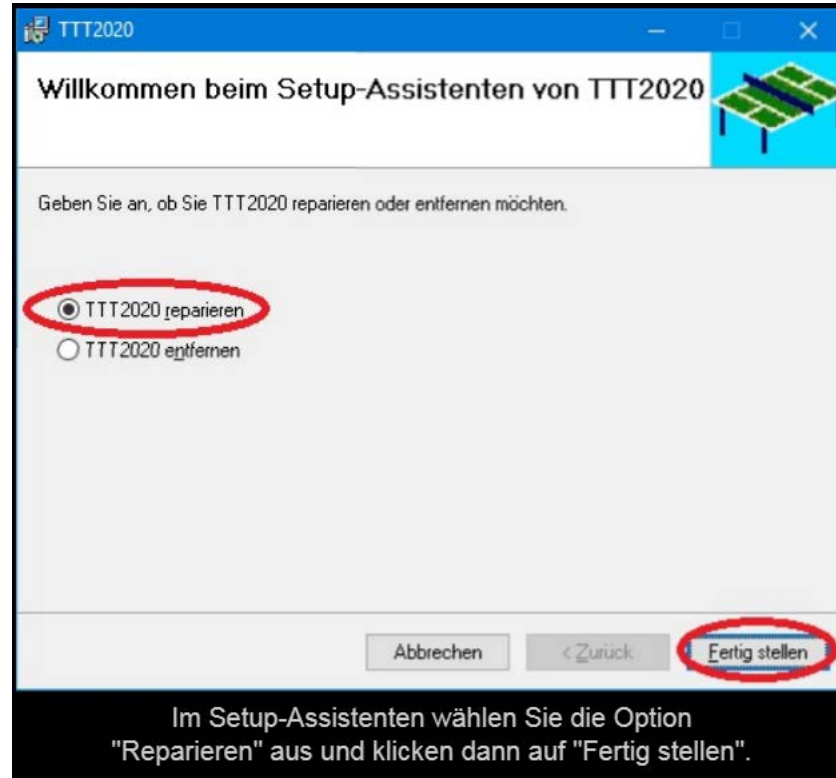 TTT2020
Willkommen beim Setup-Assistenten von TTT2020
Geben Sie an, ob Sie TTT2020 reparieren oder entfernen möchten.
TTT2020 reparieren
TTT2020 entfernen
Abbrechen
< Zurück
Fertig stellen
Im Setup-Assistenten wählen Sie die Option
"Reparieren" aus und klicken dann auf "Fertig stellen".